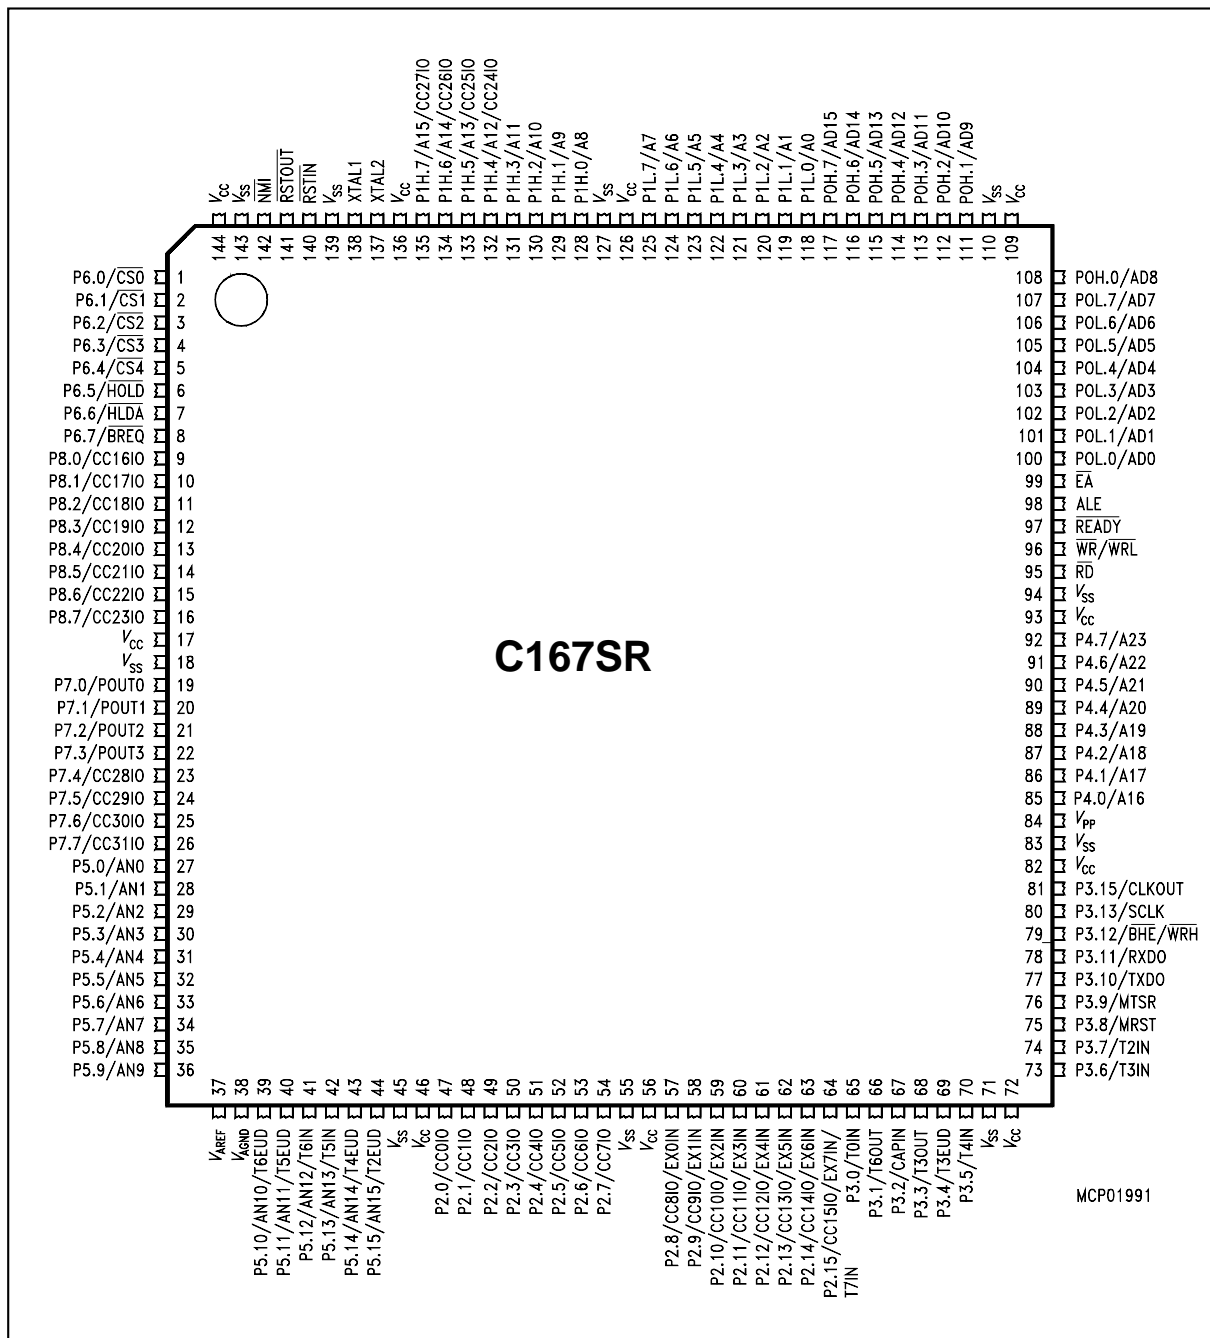 P1H.7/A15/CC27IO
P1H.6/A14/CC26IO
P1H.5/A13/CC25IO
P1H.4/A12/CC24IO
P1H.3/A11
P1H.2/A10
P1H.1/A9
P1H.0/A8
P1L.7/A7
P1L.6/A6
P1L.5/A5
P1L.4/A4
P1L.3/A3
P1L.2/A2
P1L.1/A1
P1L.0/A0
P0H.7/AD15
P0H.6/AD14
P0H.5/AD13
P0H.4/AD12
P0H.3/AD11
P0H.2/AD10
P0H.1/AD9
VCC VSS NMI RSTOUT RSTIN VSS XTAL1 XTAL2 VCC VSS VCC VSS VCC
144 143 142 141 140 139 138 137 136 135 134 133 132 131 130 129 128 127 126 125 124 123 122 121 120 119 118 117 116 115 114 113 112 111 110 109
P6.0/CS0 1 108 P0H.0/AD8
P6.1/CS1 2 107 P0L.7/AD7
P6.2/CS2 3 106 P0L.6/AD6
P6.3/CS3 4 105 P0L.5/AD5
P6.4/CS4 5 104 P0L.4/AD4
P6.5/HOLD 6 103 P0L.3/AD3
P6.6/HLDA 7 102 P0L.2/AD2
P6.7/BREQ 8 101 P0L.1/AD1
P8.0/CC16IO 9 100 P0L.0/AD0
P8.1/CC17IO 10 99 EA
P8.2/CC18IO 11 98 ALE
P8.3/CC19IO 12 97 READY
P8.4/CC20IO 13 96 WR/WRL
P8.5/CC21IO 14 95 RD
P8.6/CC22IO 15 94 VSS
P8.7/CC23IO 16 93 VCC
VCC 17 92 P4.7/A23
VSS 18 91 P4.6/A22
C167SR
P7.0/POUT0 19 90 P4.5/A21
P7.1/POUT1 20 89 P4.4/A20
P7.2/POUT2 21 88 P4.3/A19
P7.3/POUT3 22 87 P4.2/A18
P7.4/CC28IO 23 86 P4.1/A17
P7.5/CC29IO 24 85 P4.0/A16
P7.6/CC30IO 25 84 VPP
P7.7/CC31IO 26 83 VSS
P5.0/AN0 27 82 VCC
P5.1/AN1 28 81 P3.15/CLKOUT
P5.2/AN2 29 80 P3.13/SCLK
P5.3/AN3 30 79 P3.12/BHE/WRH
P5.4/AN4 31 78 P3.11/RXD0
P5.5/AN5 32 77 P3.10/TXD0
P5.6/AN6 33 76 P3.9/MTSR
P5.7/AN7 34 75 P3.8/MRST
P5.8/AN8 35 74 P3.7/T2IN
P5.9/AN9 36 73 P3.6/T3IN
37 38 39 40 41 42 43 44 45 46 47 48 49 50 51 52 53 54 55 56 57 58 59 60 61 62 63 64 65 66 67 68 69 70 71 72
VAREF
VAGND
P5.10/AN10/T6EUD
P5.11/AN11/T5EUD
P5.12/AN12/T6IN
P5.13/AN13/T5IN
P5.14/AN14/T4EUD
P5.15/AN15/T2EUD
VSS
VCC
P2.0/CC0IO
P2.1/CC1IO
P2.2/CC2IO
P2.3/CC3IO
P2.4/CC4IO
P2.5/CC5IO
P2.6/CC6IO
P2.7/CC7IO
VSS
VCC
P2.8/CC8IO/EX0IN
P2.9/CC9IO/EX1IN
P2.10/CC10IO/EX2IN
P2.11/CC11IO/EX3IN
P2.12/CC12IO/EX4IN
P2.13/CC13IO/EX5IN
P2.14/CC14IO/EX6IN
P2.15/CC15IO/EX7IN/
T7IN
P3.0/T0IN
P3.1/T6OUT
P3.2/CAPIN
P3.3/T3OUT
P3.4/T3EUD
P3.5/T4IN
VSS
VCC
MCP01991